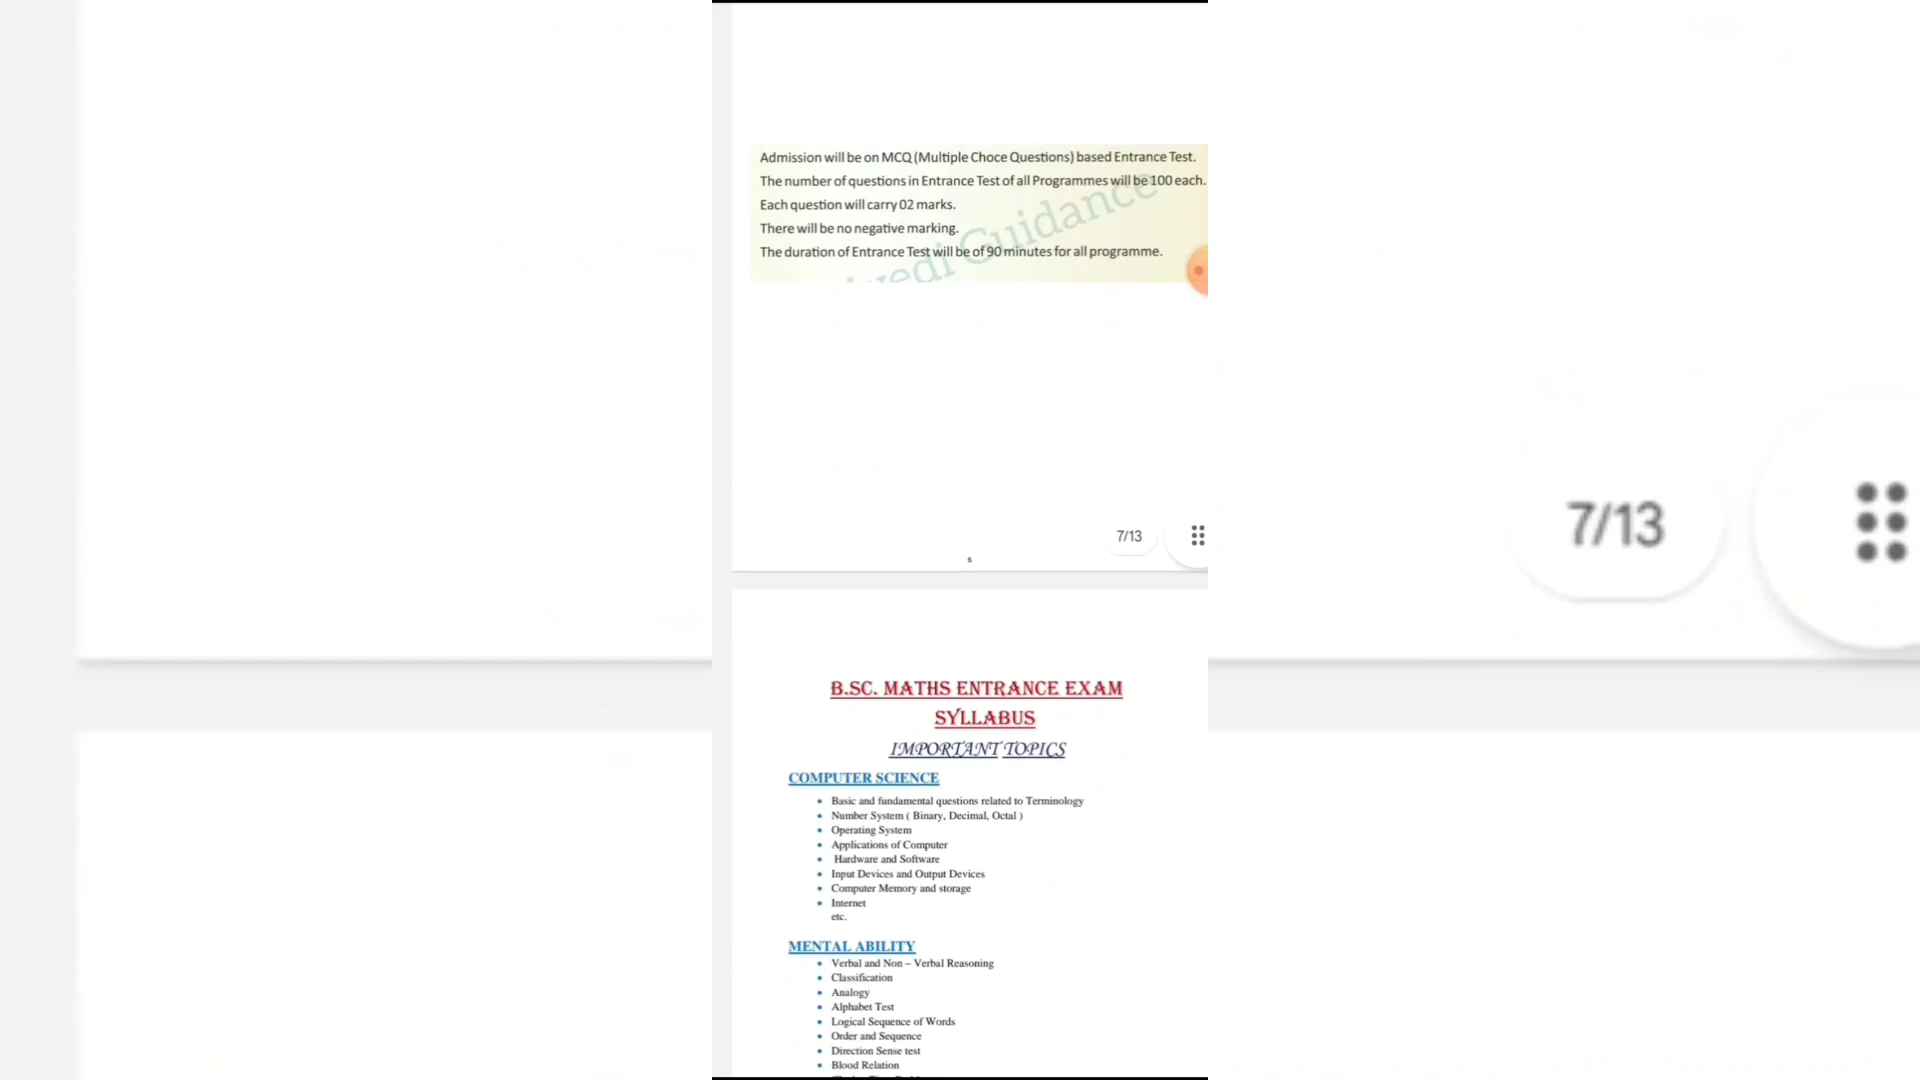 Admission will be on MCQ (Multiple Choce Questions) based Entrance Test.
The number of questions in Entrance Test of all Programmes will be 100 each.
Each question will carry 02 marks.
There will be no negative marking.
The duration of Entrance Test will be of 90 minutes for all programme.
Guidance
7/13
7/13
6
B.SC. MATHS ENTRANCE EXAM
SYLLABUS
IMPORTANT TOPICS
COMPUTER SCIENCE
• Basic and fundamental questions related to Terminology
• Number System ( Binary, Decimal, Octal )
• Operating System
• Applications of Computer
• Hardware and Software
• Input Devices and Output Devices
• Computer Memory and storage
• Internet
etc.
MENTAL ABILITY
• Verbal and Non – Verbal Reasoning
• Classification
• Analogy
• Alphabet Test
• Logical Sequence of Words
• Order and Sequence
• Direction Sense test
• Blood Relation